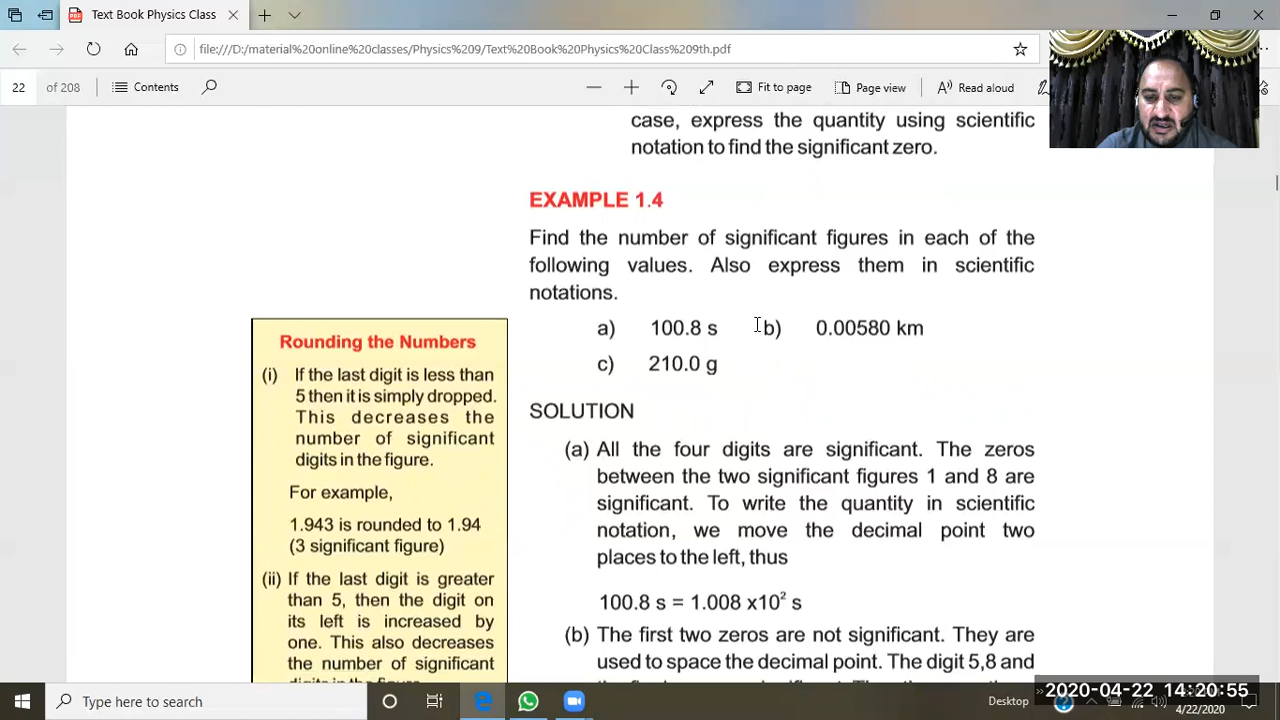 Text Book Physics Class
file:///D:/material%20online%20classes/Physics%209/Text%20Book%20Physics%20Class%209th.pdf
22 of 208
Contents
Fit to page
Page view
Read aloud
case, express the quantity using scientific
notation to find the significant zero.
EXAMPLE 1.4
Find the number of significant figures in each of the
following values. Also express them in scientific
notations.
a) 100.8 s b) 0.00580 km
c) 210.0 g
Rounding the Numbers
(i) If the last digit is less than
5 then it is simply dropped.
This decreases the
number of significant
digits in the figure.
For example,
1.943 is rounded to 1.94
(3 significant figure)
(ii) If the last digit is greater
than 5, then the digit on
its left is increased by
one. This also decreases
the number of significant
SOLUTION
(a) All the four digits are significant. The zeros
between the two significant figures 1 and 8 are
significant. To write the quantity in scientific
notation, we move the decimal point two
places to the left, thus
100.8 s = 1.008 x10² s
(b) The first two zeros are not significant. They are
used to space the decimal point. The digit 5,8 and
Type here to search
Desktop
2020-04-22 14:20:55
4/22/2020